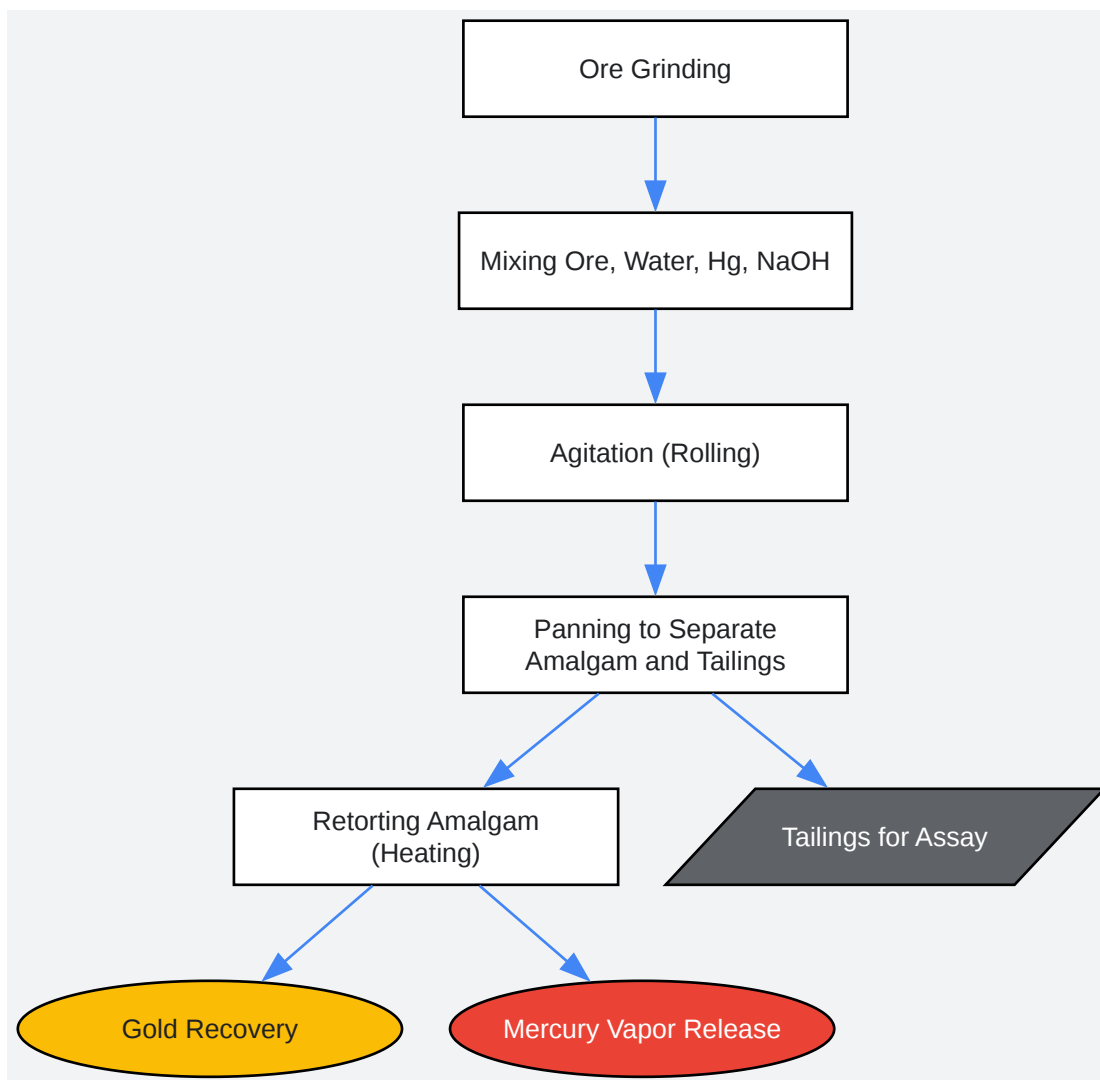 Ore Grinding
Mixing Ore, Water, Hg, NaOH
Agitation (Rolling)
Panning to Separate
Amalgam and Tailings
Retorting Amalgam
(Heating)
Tailings for Assay
Gold Recovery
Mercury Vapor Release